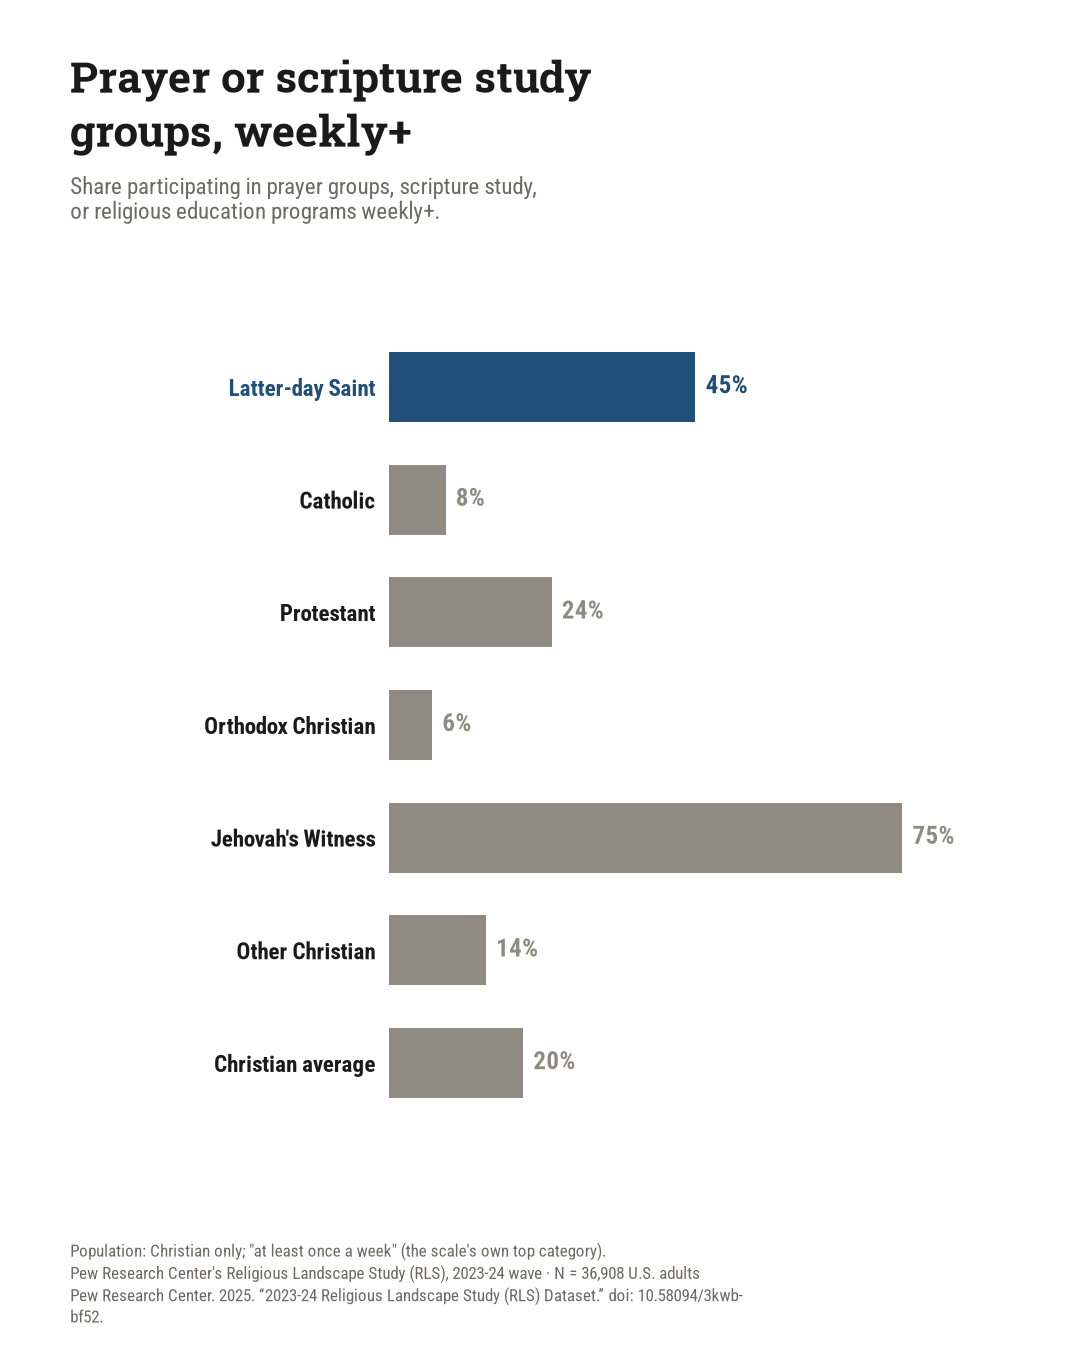 Prayer or scripture study
groups, weekly+
Share participating in prayer groups, scripture study,
or religious education programs weekly+.
Latter-day Saint 45%
Catholic 8%
Protestant 24%
Orthodox Christian 6%
Jehovah's Witness 75%
Other Christian 14%
Christian average 20%
Population: Christian only; "at least once a week" (the scale's own top category).
Pew Research Center's Religious Landscape Study (RLS), 2023-24 wave · N = 36,908 U.S. adults
Pew Research Center. 2025. “2023-24 Religious Landscape Study (RLS) Dataset.” doi: 10.58094/3kwb-
bf52.